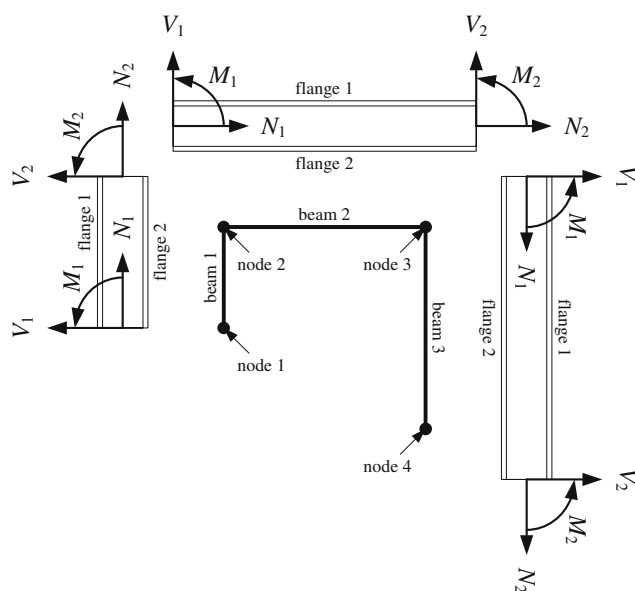 V₁
V₂
M₁
M₂
flange 1
N₁
N₂
flange 2
N₂
M₂
V₂
flange 1
N₁
flange 2
M₁
V₁
beam 2
node 2
node 3
beam 1
node 1
beam 3
node 4
V₁
M₁
N₁
flange 2
flange 1
V₂
M₂
N₂